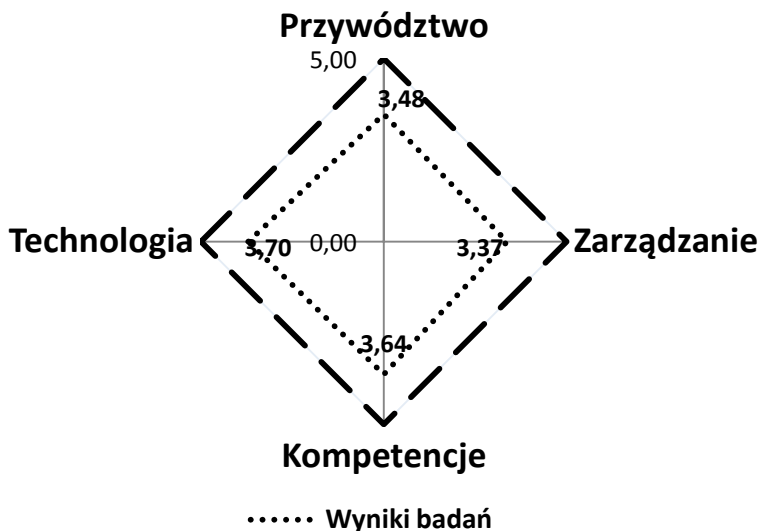 Przywództwo
5,00
3,48
Technologia 3,70 0,00 3,37 Zarządzanie
3,64
Kompetencje
Wyniki badań